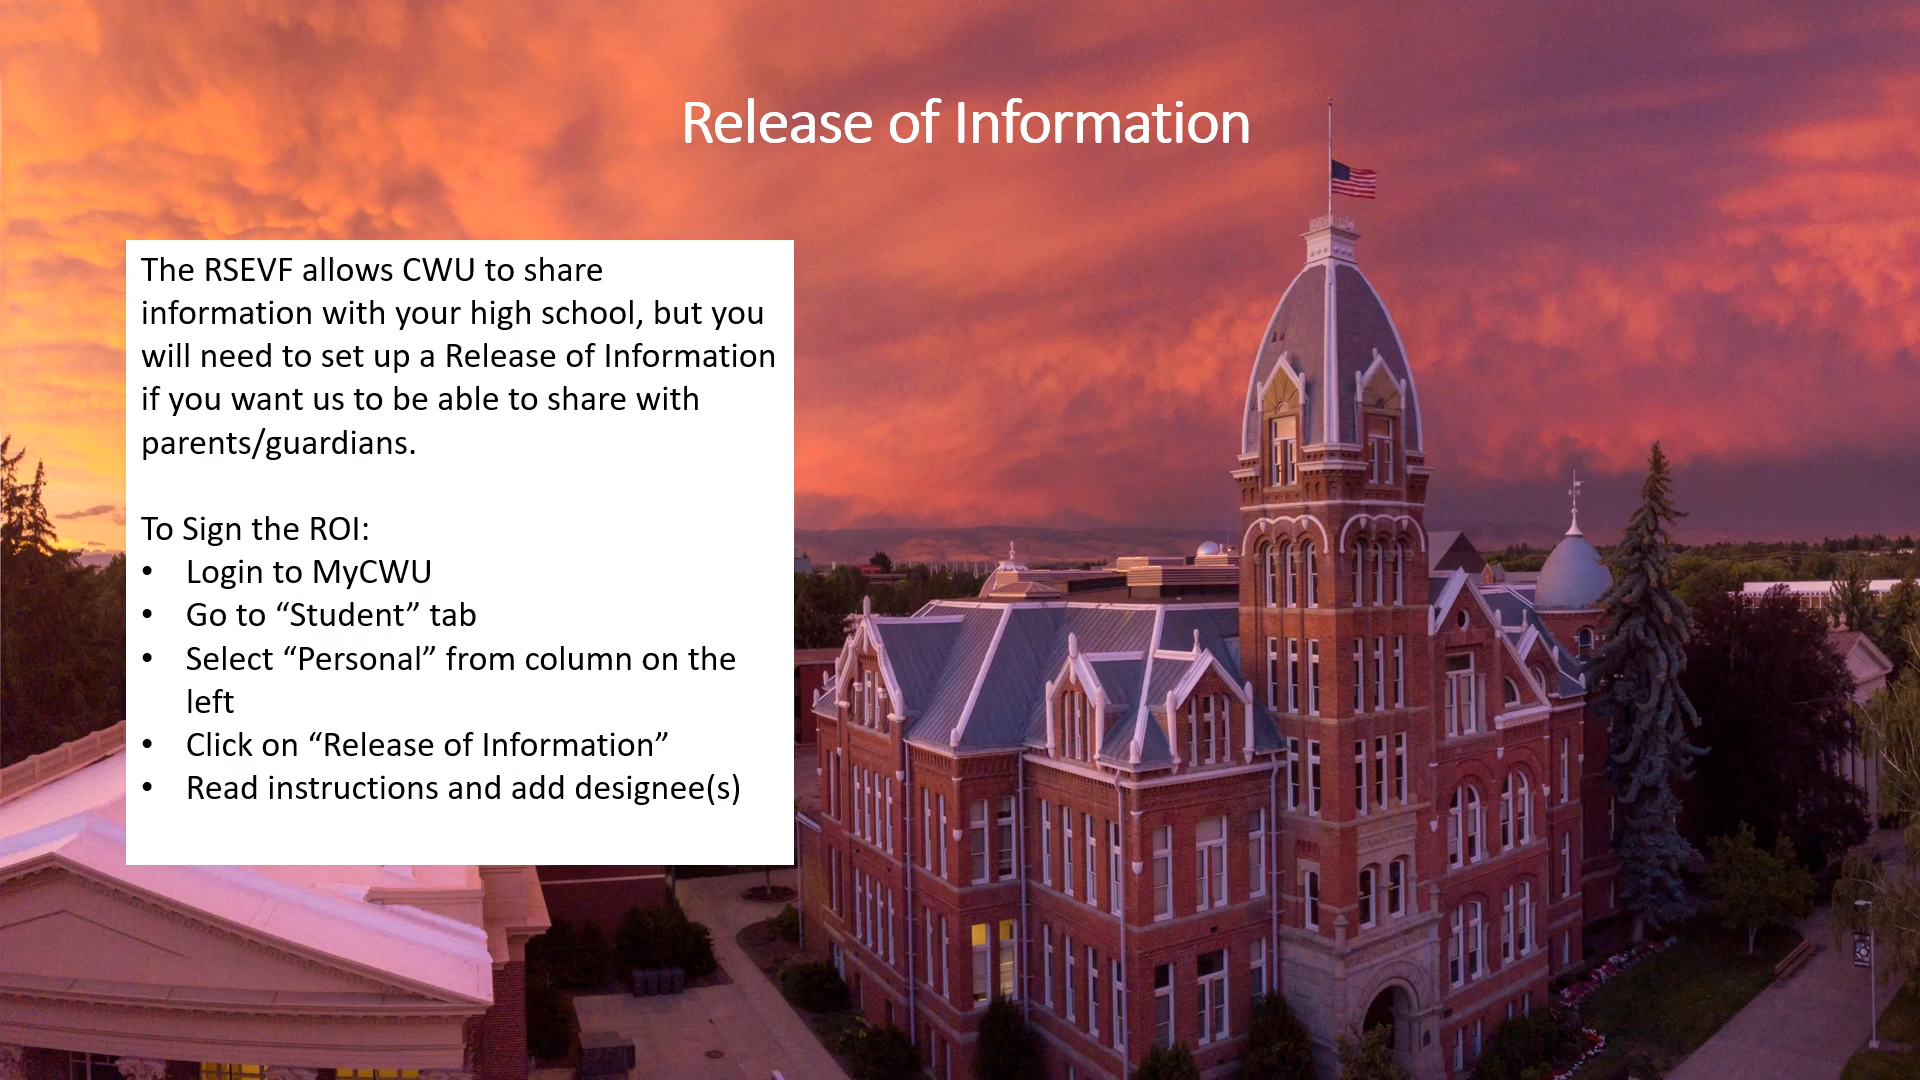 Release of Information
The RSEVF allows CWU to share
information with your high school, but you
will need to set up a Release of Information
if you want us to be able to share with
parents/guardians.
To Sign the ROI:
• Login to MyCWU
• Go to “Student” tab
• Select “Personal” from column on the
left
• Click on “Release of Information”
• Read instructions and add designee(s)